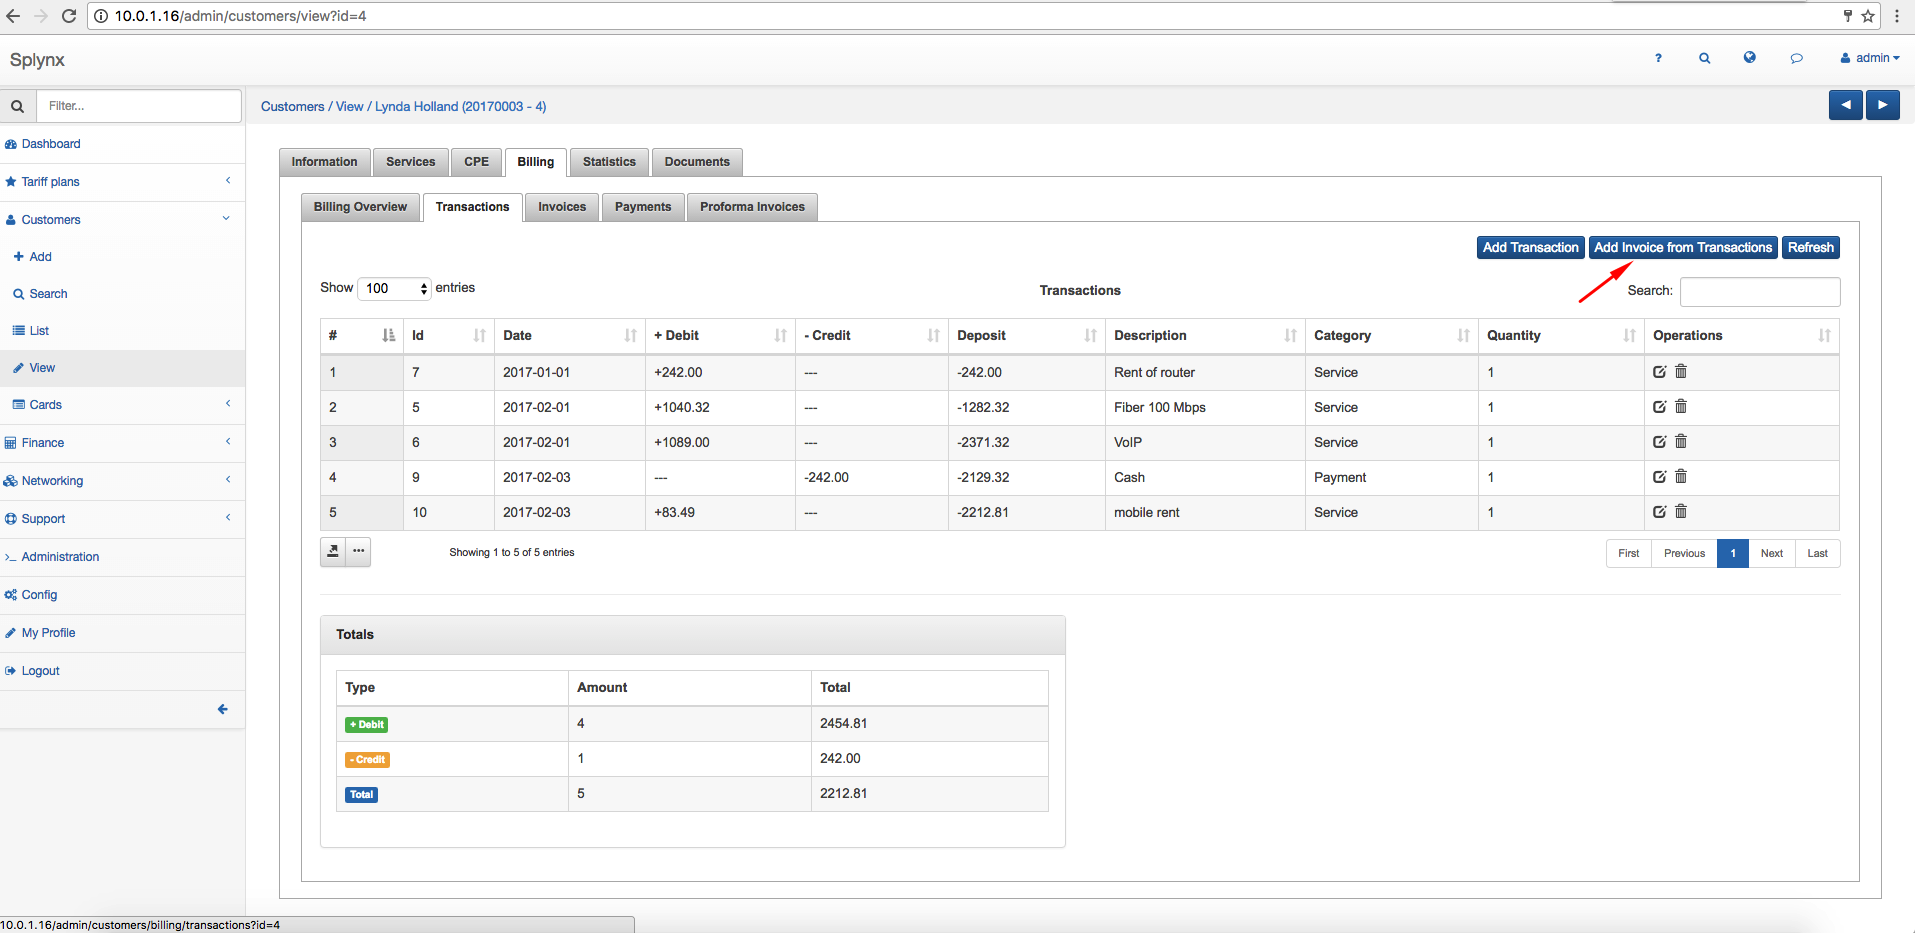 10.0.1.16/admin/customers/view?id=4
Splynx
? admin
Filter...
Customers / View / Lynda Holland (20170003 - 4)
Dashboard
Tariff plans
Customers
Add
Search
List
View
Cards
Finance
Networking
Support
Administration
Config
My Profile
Logout
Information Services CPE Billing Statistics Documents
Billing Overview Transactions Invoices Payments Proforma Invoices
Add Transaction Add Invoice from Transactions Refresh
Show 100 entries Transactions Search:
# Id Date + Debit - Credit Deposit Description Category Quantity Operations
1 7 2017-01-01 +242.00 --- -242.00 Rent of router Service 1
2 5 2017-02-01 +1040.32 --- -1282.32 Fiber 100 Mbps Service 1
3 6 2017-02-01 +1089.00 --- -2371.32 VoIP Service 1
4 9 2017-02-03 --- -242.00 -2129.32 Cash Payment 1
5 10 2017-02-03 +83.49 --- -2212.81 mobile rent Service 1
Showing 1 to 5 of 5 entries First Previous 1 Next Last
Totals
Type Amount Total
+ Debit 4 2454.81
- Credit 1 242.00
Total 5 2212.81
10.0.1.16/admin/customers/billing/transactions?id=4